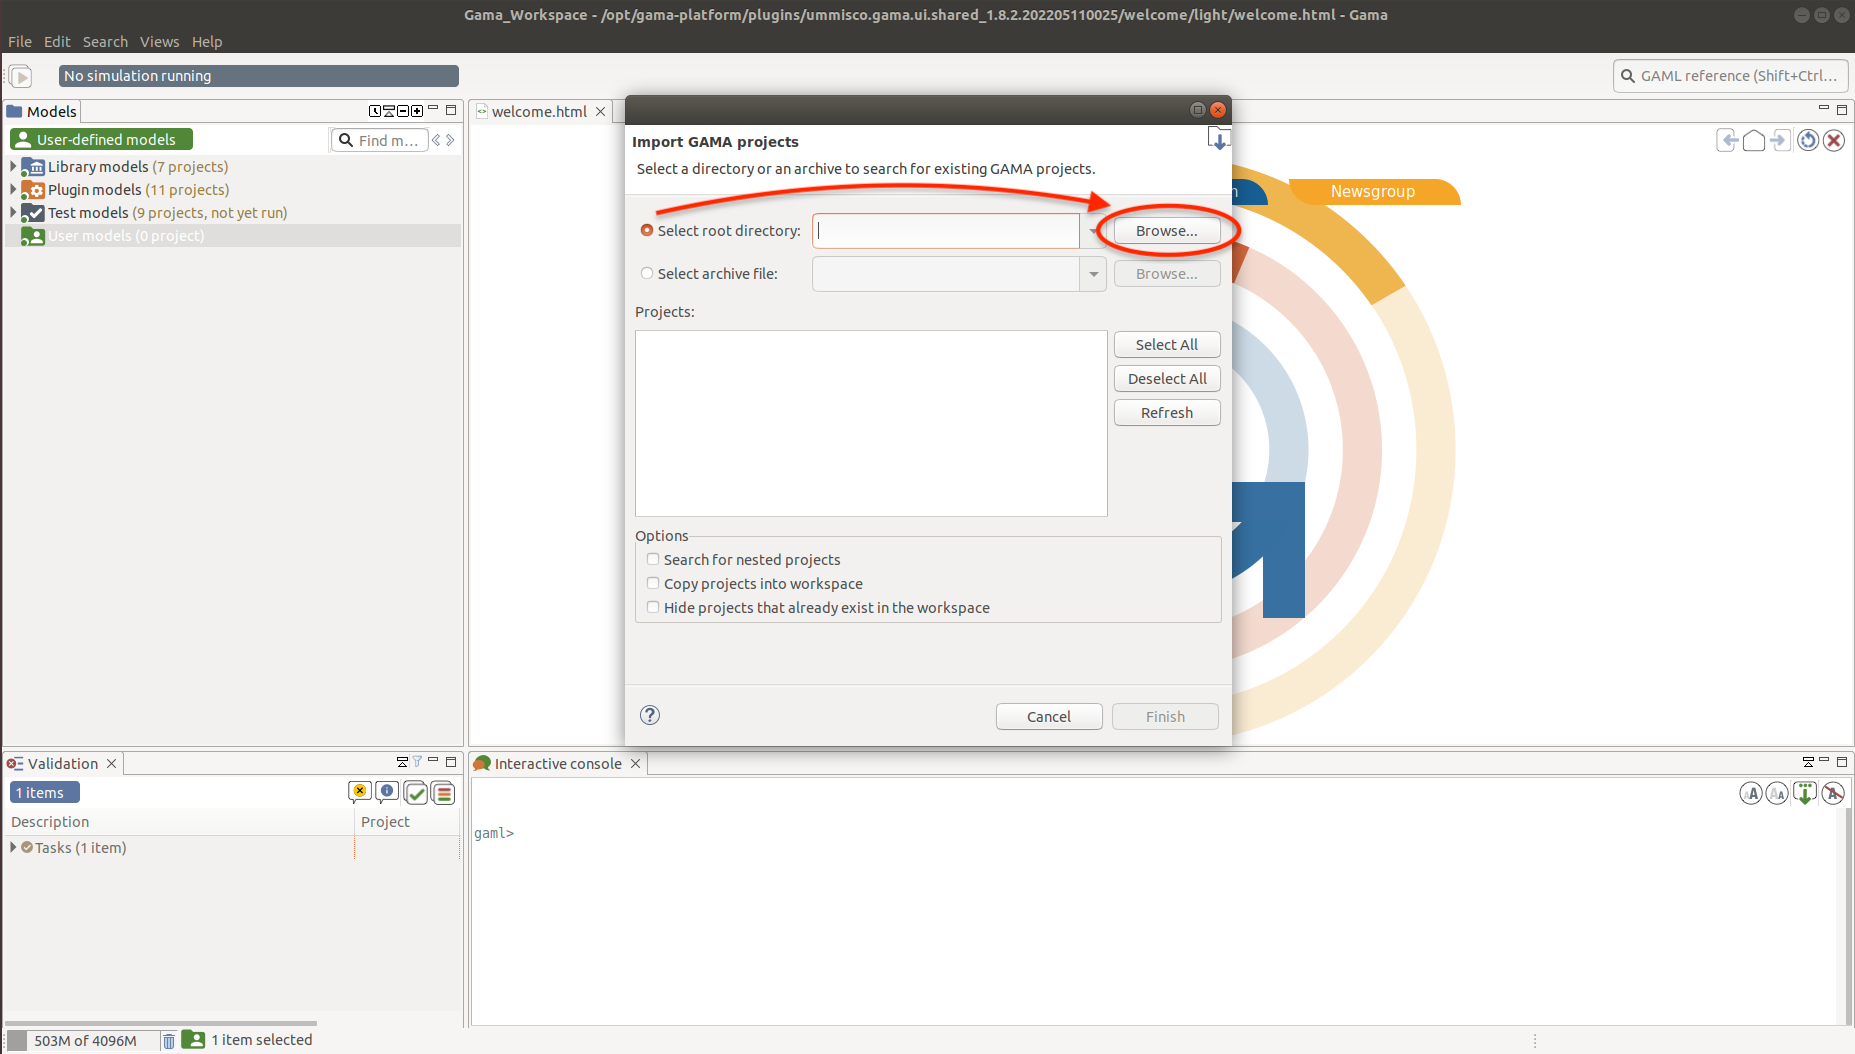 Gama_Workspace - /opt/gama-platform/plugins/ummisco.gama.ui.shared_1.8.2.202205110025/welcome/light/welcome.html - Gama
File Edit Search Views Help
No simulation running
GAML reference (Shift+Ctrl...
Models
welcome.html
User-defined models
Find m...
Library models (7 projects)
Plugin models (11 projects)
Test models (9 projects, not yet run)
User models (0 project)
Import GAMA projects
Select a directory or an archive to search for existing GAMA projects.
n
Newsgroup
Select root directory:
Browse...
Select archive file:
Browse...
Projects:
Select All
Deselect All
Refresh
Options
Search for nested projects
Copy projects into workspace
Hide projects that already exist in the workspace
?
Cancel
Finish
Validation
1 items
Description
Project
Tasks (1 item)
Interactive console
AA
AA
A
gaml>
503M of 4096M
1 item selected